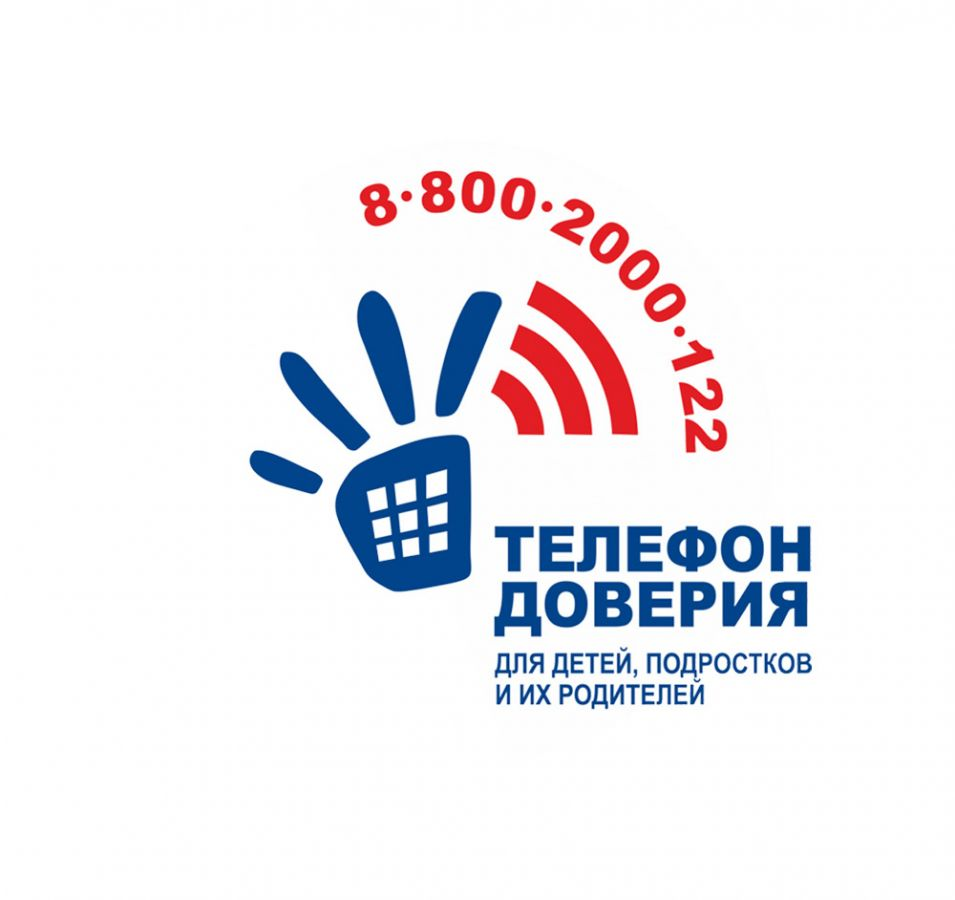 8·800·2000·122
ТЕЛЕФОН
ДОВЕРИЯ
ДЛЯ ДЕТЕЙ, ПОДРОСТКОВ
И ИХ РОДИТЕЛЕЙ